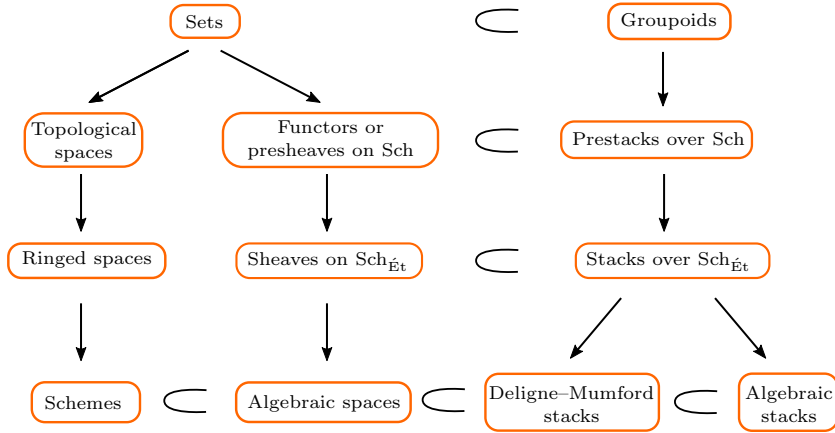 Sets
Groupoids
Topological
spaces
Functors or
presheaves on Sch
Prestacks over Sch
Ringed spaces
Sheaves on Sch_Ét
Stacks over Sch_Ét
Schemes
Algebraic spaces
Deligne–Mumford
stacks
Algebraic
stacks